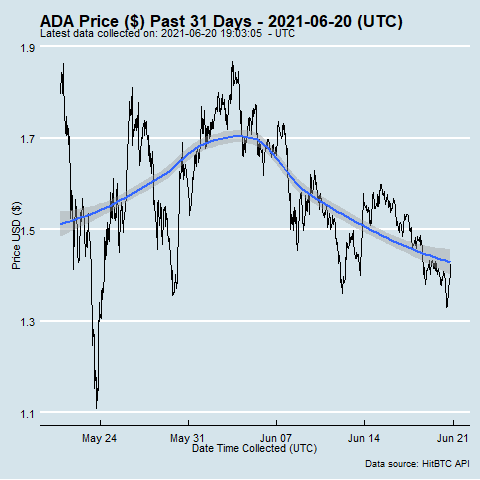 ADA Price ($) Past 31 Days - 2021-06-20 (UTC)
Latest data collected on: 2021-06-20 19:03:05 - UTC
1.9
1.7
1.5
1.3
1.1
Price USD ($)
May 24
May 31
Jun 07
Jun 14
Jun 21
Date Time Collected (UTC)
Data source: HitBTC API